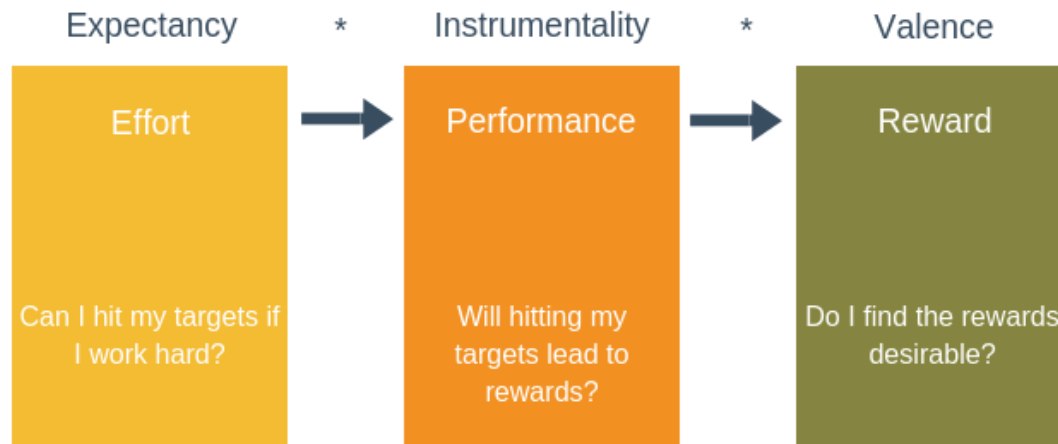 Expectancy * Instrumentality * Valence
Effort
Performance
Reward
Can I hit my targets if
I work hard?
Will hitting my
targets lead to
rewards?
Do I find the rewards
desirable?